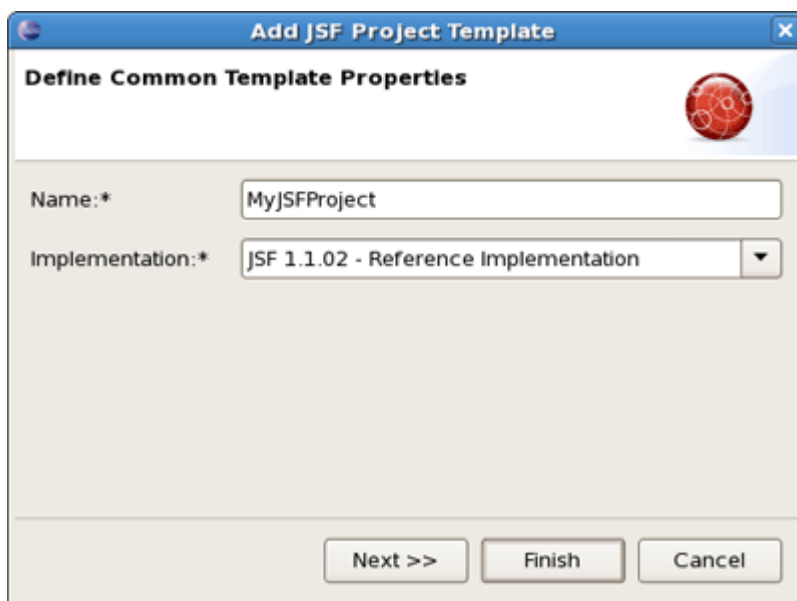 Add JSF Project Template
Define Common Template Properties
Name:* MyJSFProject
Implementation:* JSF 1.1.02 - Reference Implementation
Next >> Finish Cancel